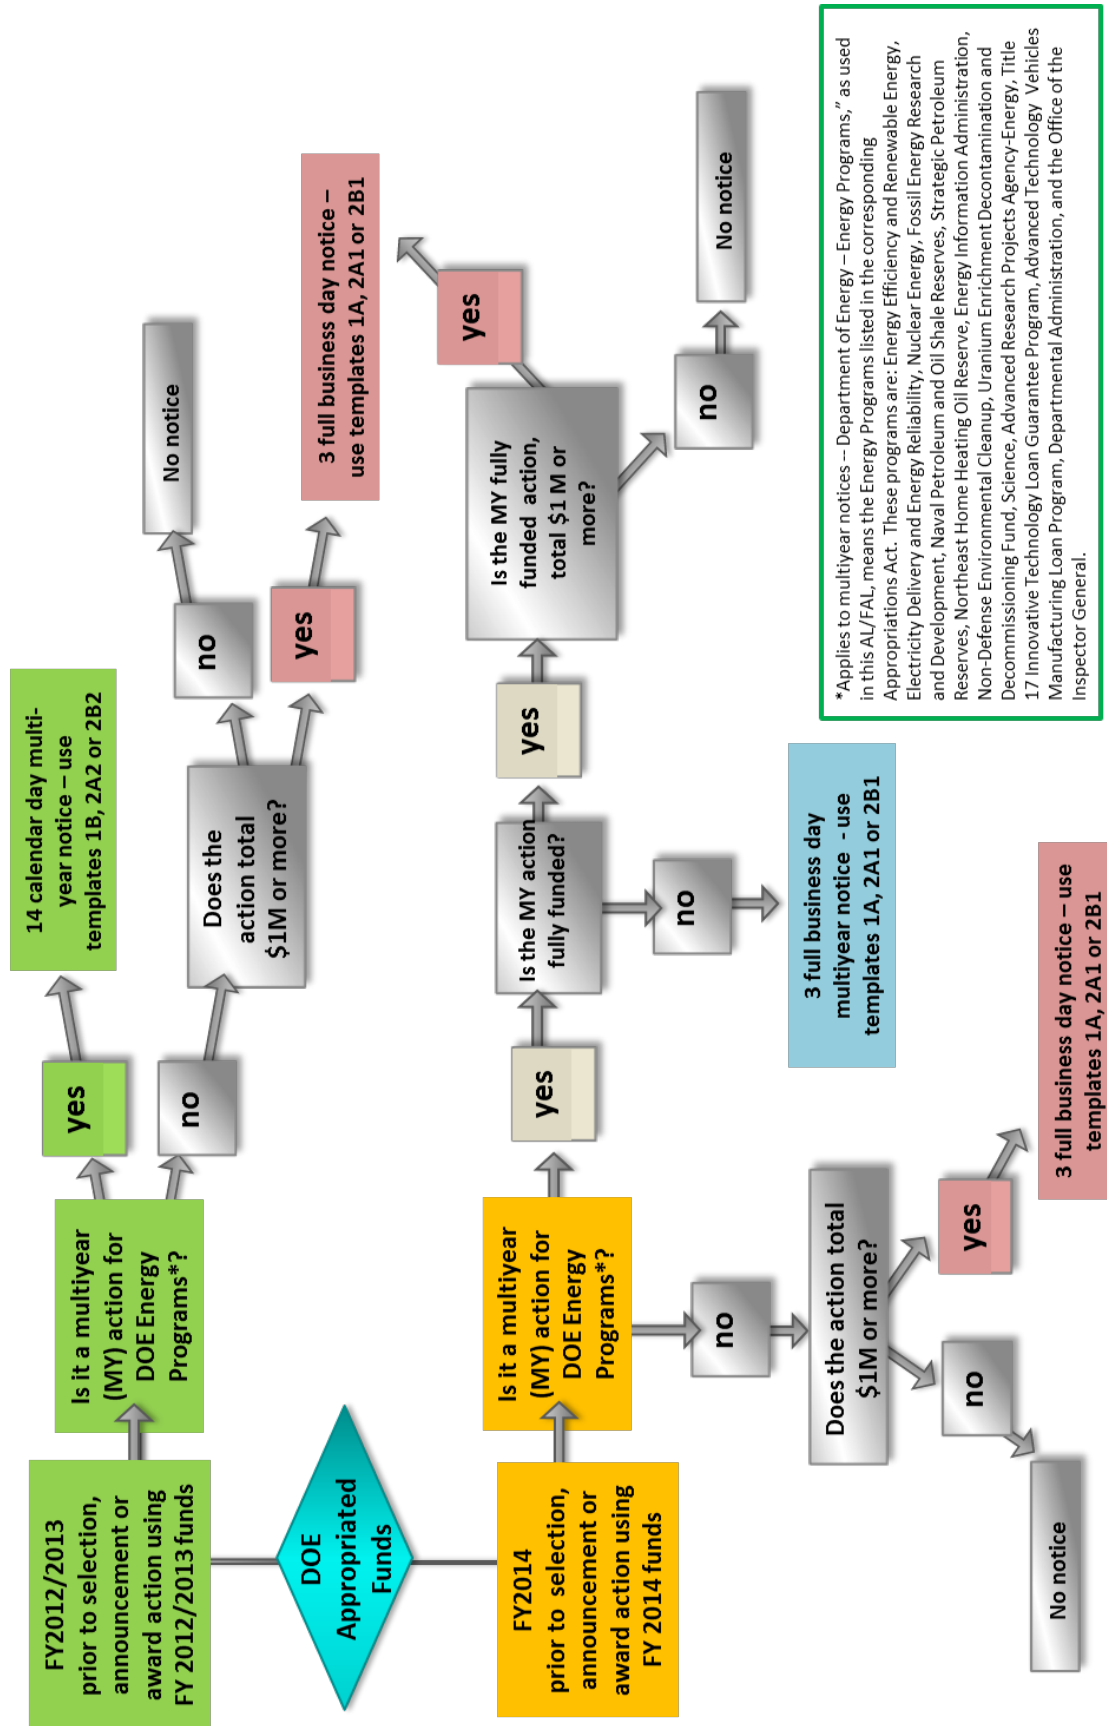 FY2012/2013
prior to selection,
announcement or
award action using
FY 2012/2013 funds
Is it a multiyear
(MY) action for
DOE Energy
Programs*?
yes
14 calendar day multi-
year notice – use
templates 1B, 2A2 or 2B2
no
Does the
action total
$1M or more?
no
No notice
yes
3 full business day notice –
use templates 1A, 2A1 or 2B1
DOE
Appropriated
Funds
FY2014
prior to selection,
announcement or
award action using
FY 2014 funds
Is it a multiyear
(MY) action for
DOE Energy
Programs*?
yes
Is the MY action
fully funded?
yes
Is the MY fully
funded action,
total $1 M or
more?
yes
no
No notice
no
3 full business day
multiyear notice - use
templates 1A, 2A1 or 2B1
no
Does the action total
$1M or more?
yes
3 full business day notice – use
templates 1A, 2A1 or 2B1
no
No notice
*Applies to multiyear notices -- Department of Energy – Energy Programs,” as used
in this AL/FAL, means the Energy Programs listed in the corresponding
Appropriations Act. These programs are: Energy Efficiency and Renewable Energy,
Electricity Delivery and Energy Reliability, Nuclear Energy, Fossil Energy Research
and Development, Naval Petroleum and Oil Shale Reserves, Strategic Petroleum
Reserves, Northeast Home Heating Oil Reserve, Energy Information Administration,
Non-Defense Environmental Cleanup, Uranium Enrichment Decontamination and
Decommissioning Fund, Science, Advanced Research Projects Agency-Energy, Title
17 Innovative Technology Loan Guarantee Program, Advanced Technology Vehicles
Manufacturing Loan Program, Departmental Administration, and the Office of the
Inspector General.